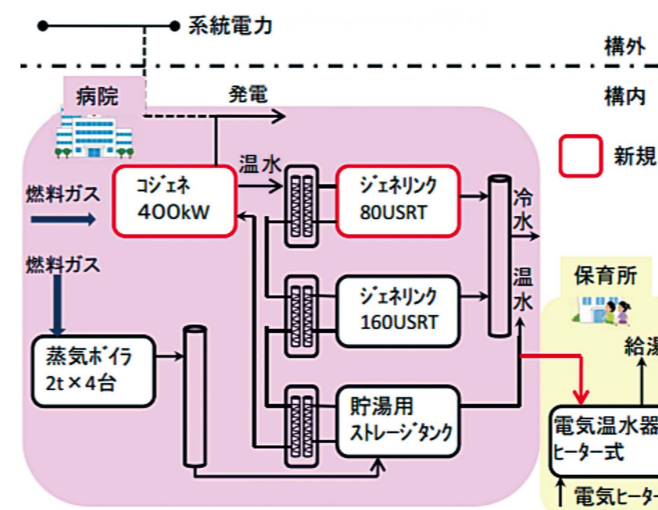 系統電力
構外
病院
発電
構内
温水
新規
燃料ガス
コジェネ
400kW
ジェネリンク
80USRT
冷水
燃料ガス
ジェネリンク
160USRT
温水
保育所
給湯
蒸気ボイラ
2t×4台
貯湯用
ストレージタンク
電気温水器
ヒーター式
電気ヒーター